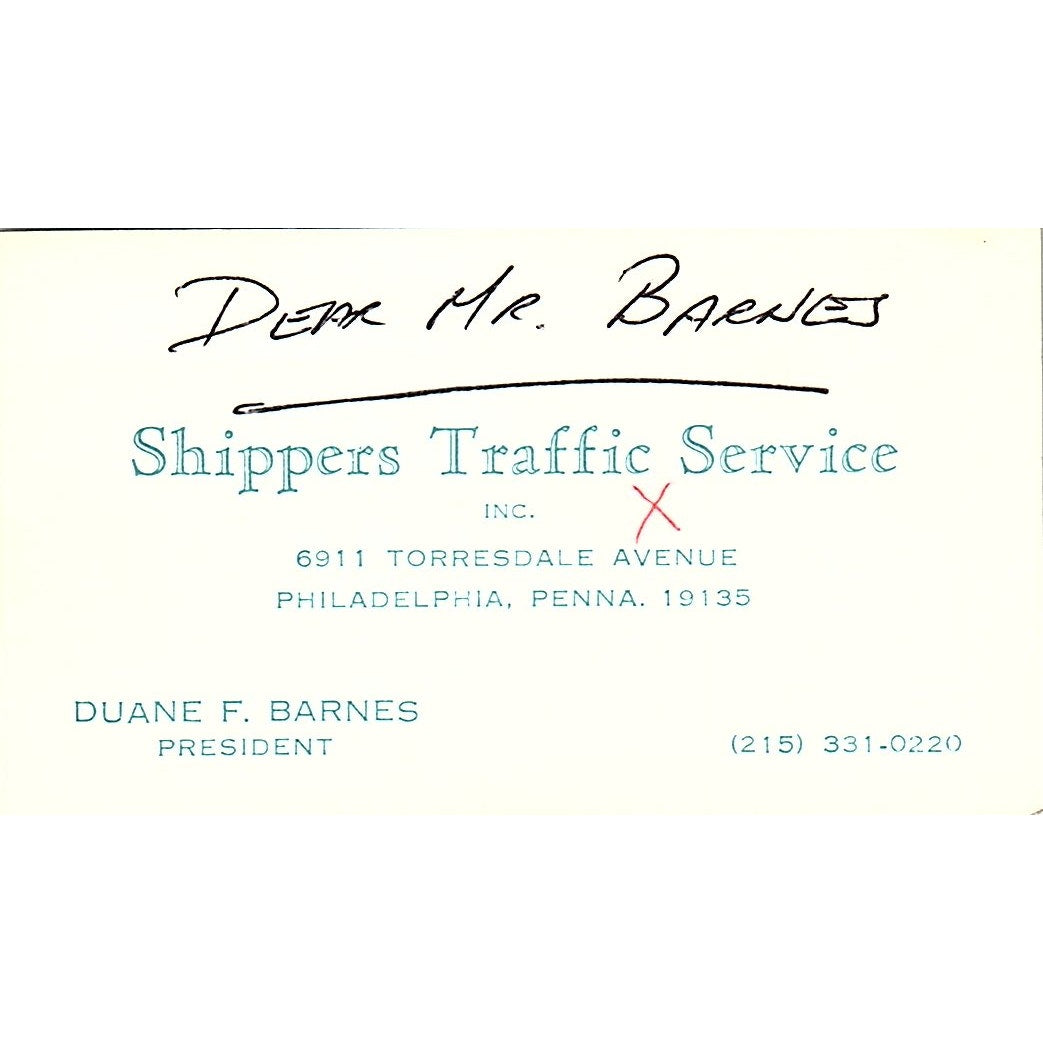 DEAR MR. BARNES
Shippers Traffic Service
INC.
X
6911 TORRESDALE AVENUE
PHILADELPHIA, PENNA. 19135
DUANE F. BARNES
PRESIDENT
(215) 331-0220